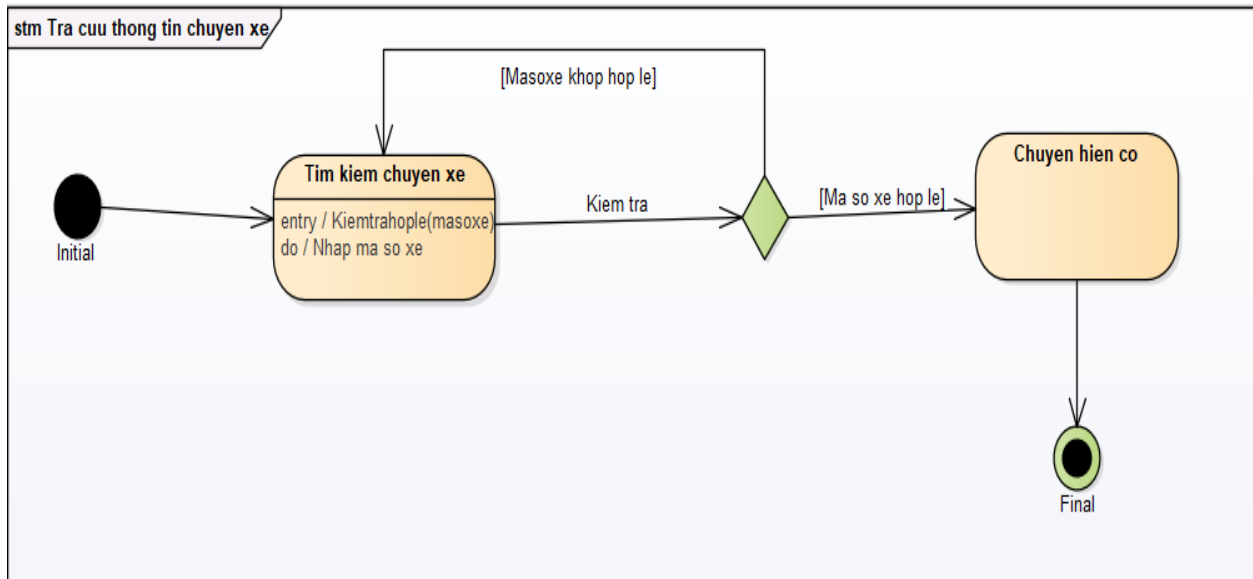 stm Tra cuu thong tin chuyen xe
[Masoxe khop hop le]
Tim kiem chuyen xe
entry / Kiemtrahople(masoxe)
do / Nhap ma so xe
Initial
Kiem tra
[Ma so xe hop le]
Chuyen hien co
Final